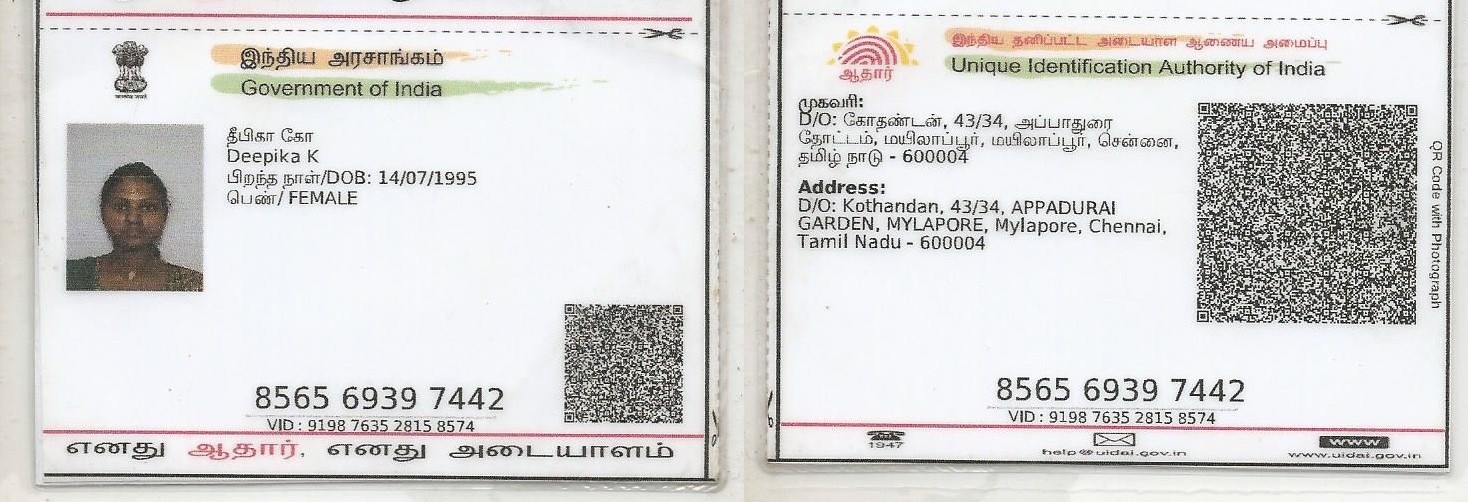 இந்திய அரசாங்கம்
Government of India
தீபிகா கோ
Deepika K
பிறந்த நாள்/DOB: 14/07/1995
பெண்/ FEMALE
8565 6939 7442
VID : 9198 7635 2815 8574
எனது ஆதார், எனது அடையாளம்
இந்திய தனிப்பட்ட அடையாள ஆணைய அமைப்பு
Unique Identification Authority of India
ஆதார்
முகவரி:
D/O: கோதண்டன், 43/34, அப்பாதுரை
தோட்டம், மயிலாப்பூர், மயிலாப்பூர், சென்னை,
தமிழ் நாடு - 600004
Address:
D/O: Kothandan, 43/34, APPADURAI
GARDEN, MYLAPORE, Mylapore, Chennai,
Tamil Nadu - 600004
QR Code with Photograph
8565 6939 7442
VID : 9198 7635 2815 8574
1947
help@uidai.gov.in
www
www.uidai.gov.in